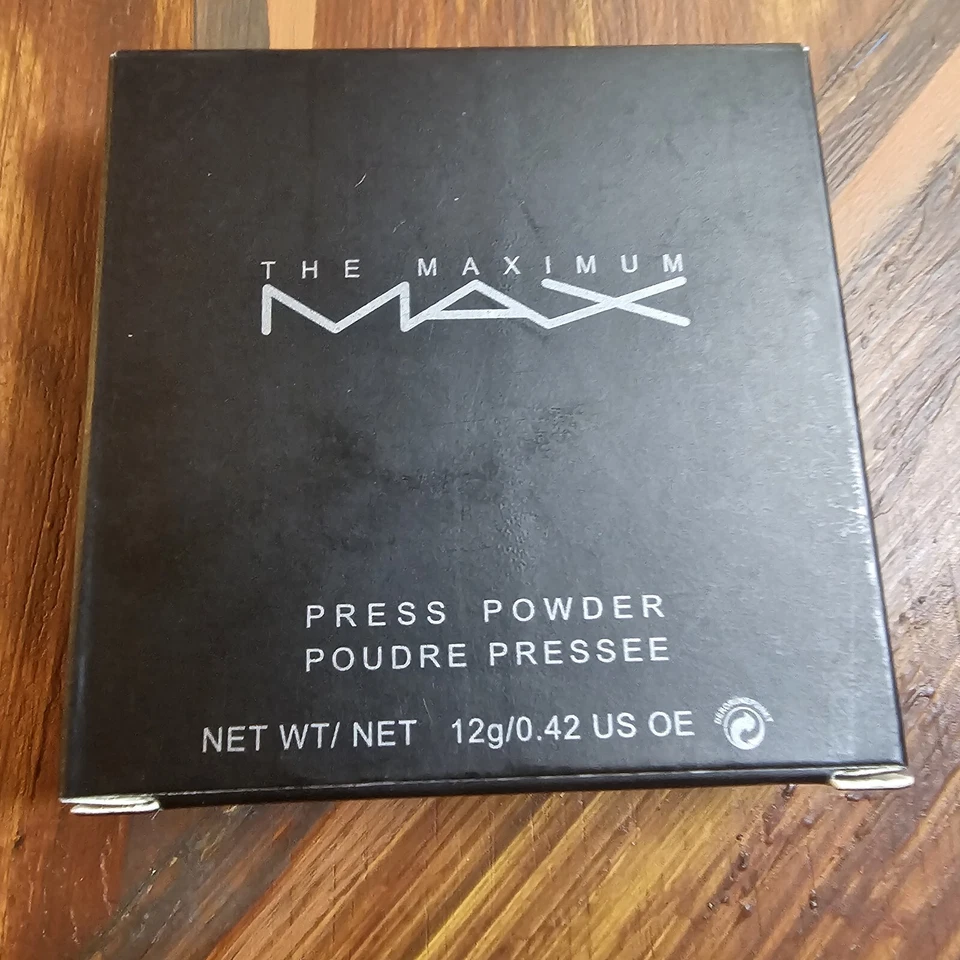 THE MAXIMUM
MAX
PRESS POWDER
POUDRE PRESSEE
NET WT/ NET 12g/0.42 US OE